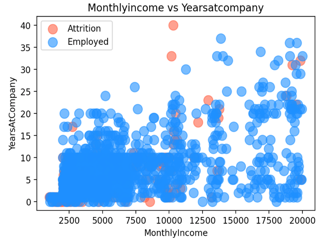 Monthlyincome vs Yearsatcompany
Attrition
Employed
YearsAtCompany
40
35
30
25
20
15
10
5
0
2500 5000 7500 10000 12500 15000 17500 20000
MonthlyIncome